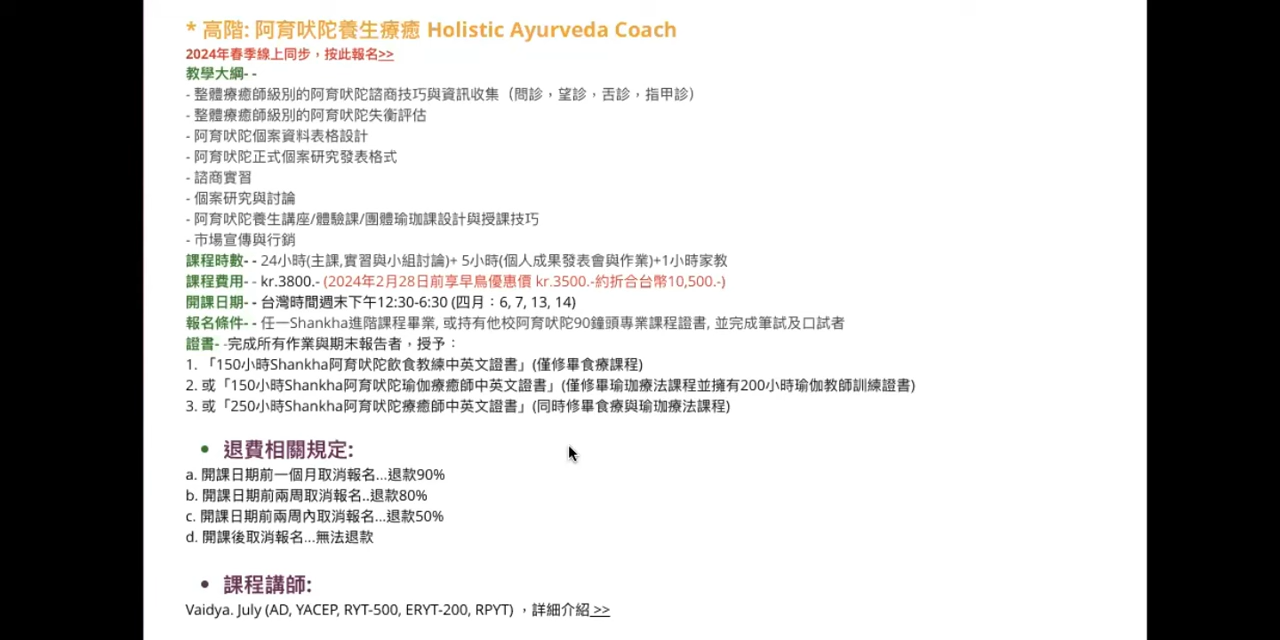 * 高階: 阿育吠陀養生療癒 Holistic Ayurveda Coach
2024年春季線上同步，按此報名>>
教學大綱- -
- 整體療癒師級別的阿育吠陀諮商技巧與資訊收集（問診，望診，舌診，指甲診）
- 整體療癒師級別的阿育吠陀失衡評估
- 阿育吠陀個案資料表格設計
- 阿育吠陀正式個案研究發表格式
- 諮商實習
- 個案研究與討論
- 阿育吠陀養生講座/體驗課/團體瑜珈課設計與授課技巧
- 市場宣傳與行銷
課程時數- - 24小時(主課,實習與小組討論)+ 5小時(個人成果發表會與作業)+1小時家教
課程費用- - kr.3800.- (2024年2月28日前享早鳥優惠價 kr.3500.-約折合台幣10,500.-)
開課日期- - 台灣時間週末下午12:30-6:30 (四月：6, 7, 13, 14)
報名條件- - 任一Shankha進階課程畢業, 或持有他校阿育吠陀90鐘頭專業課程證書, 並完成筆試及口試者
證書- -完成所有作業與期末報告者，授予：
1. 「150小時Shankha阿育吠陀飲食教練中英文證書」(僅修畢食療課程)
2. 或「150小時Shankha阿育吠陀瑜伽療癒師中英文證書」(僅修畢瑜珈療法課程並擁有200小時瑜伽教師訓練證書)
3. 或「250小時Shankha阿育吠陀療癒師中英文證書」(同時修畢食療與瑜珈療法課程)
• 退費相關規定:
a. 開課日期前一個月取消報名...退款90%
b. 開課日期前兩周取消報名..退款80%
c. 開課日期前兩周內取消報名...退款50%
d. 開課後取消報名...無法退款
• 課程講師:
Vaidya. July (AD, YACEP, RYT-500, ERYT-200, RPYT) ，詳細介紹 >>